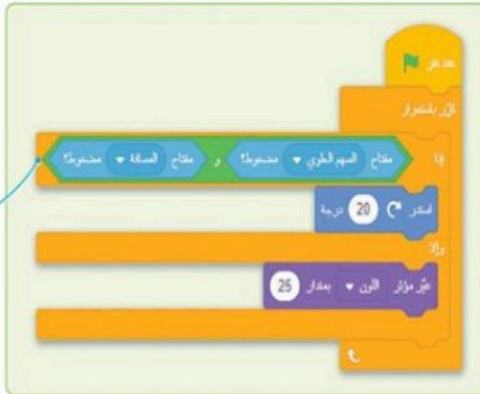 عند نقر
كرّر باستمرار
إذا مفتاح السهم العلوي مضغوط؟ و مفتاح المسافة مضغوط؟
استدر 20 درجة
وإلا
غيّر مؤثر اللون بمقدار 25